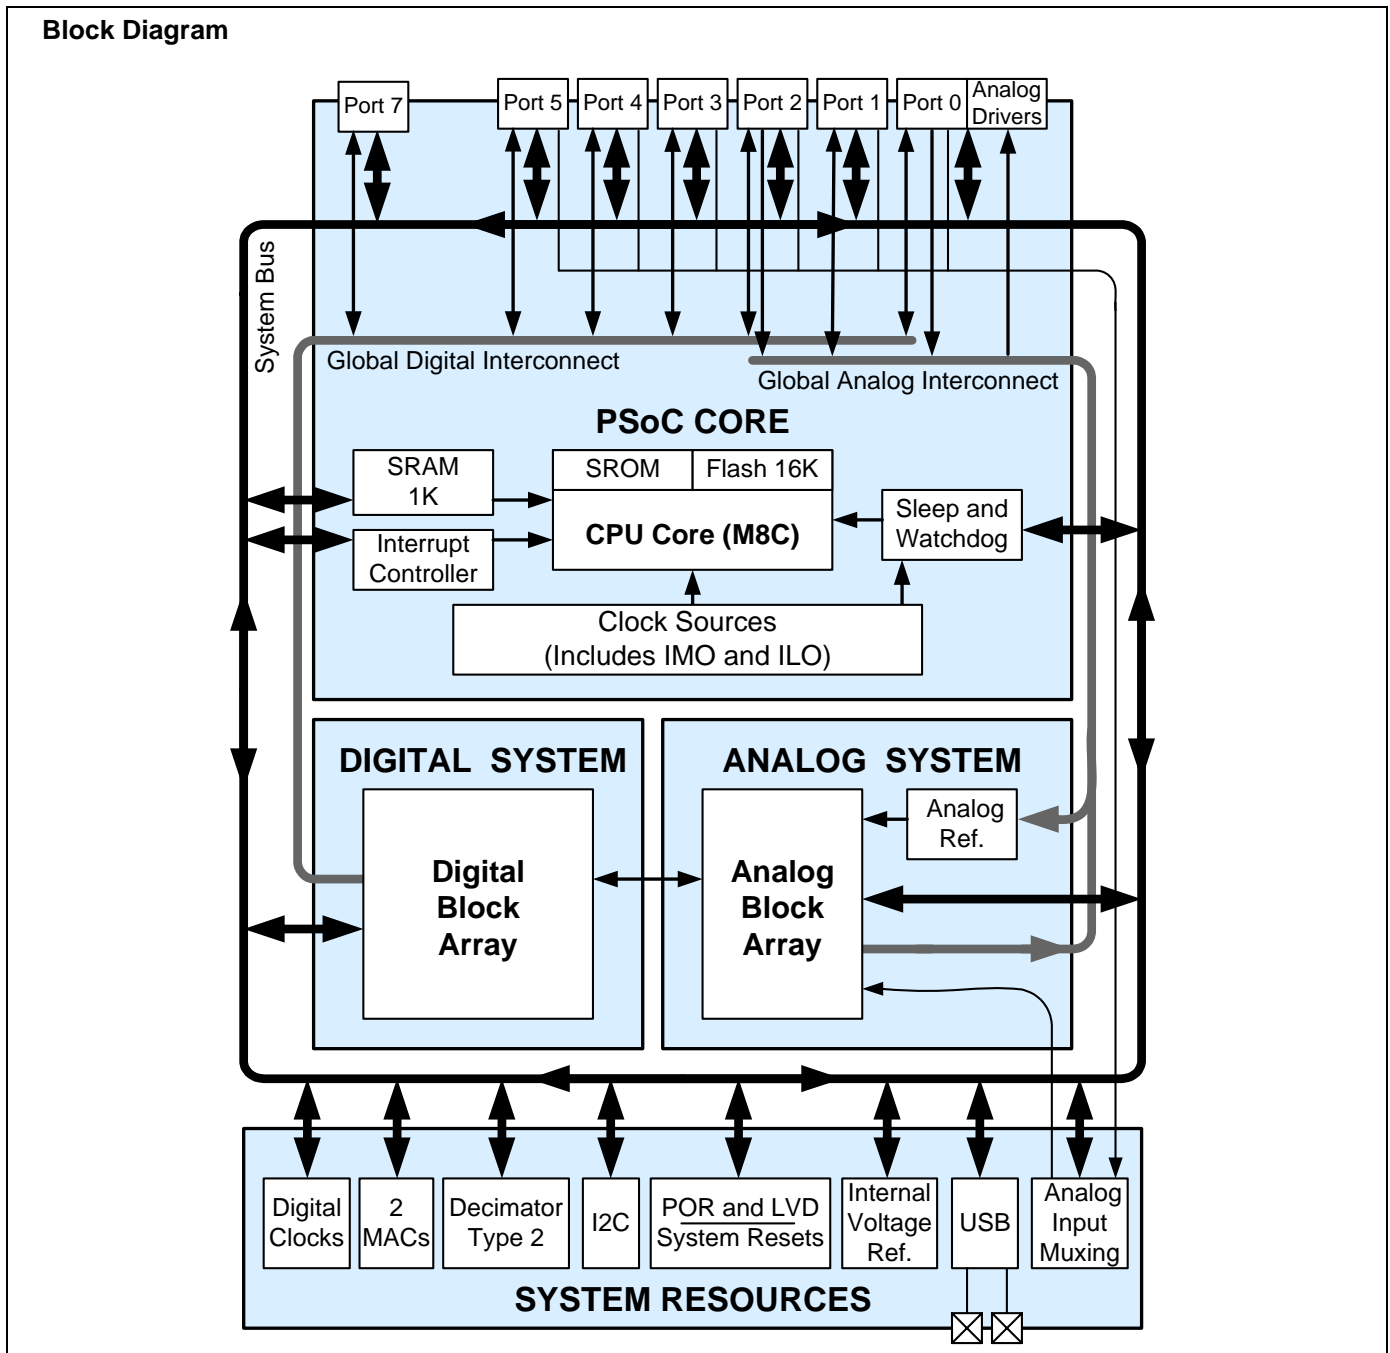 Block Diagram
Port 7
Port 5
Port 4
Port 3
Port 2
Port 1
Port 0
Analog
Drivers
System Bus
Global Digital Interconnect
Global Analog Interconnect
PSoC CORE
SRAM
1K
SROM
Flash 16K
CPU Core (M8C)
Sleep and
Watchdog
Interrupt
Controller
Clock Sources
(Includes IMO and ILO)
DIGITAL SYSTEM
ANALOG SYSTEM
Digital
Block
Array
Analog
Block
Array
Analog
Ref.
Digital
Clocks
2
MACs
Decimator
Type 2
I2C
POR and LVD
System Resets
Internal
Voltage
Ref.
USB
Analog
Input
Muxing
SYSTEM RESOURCES